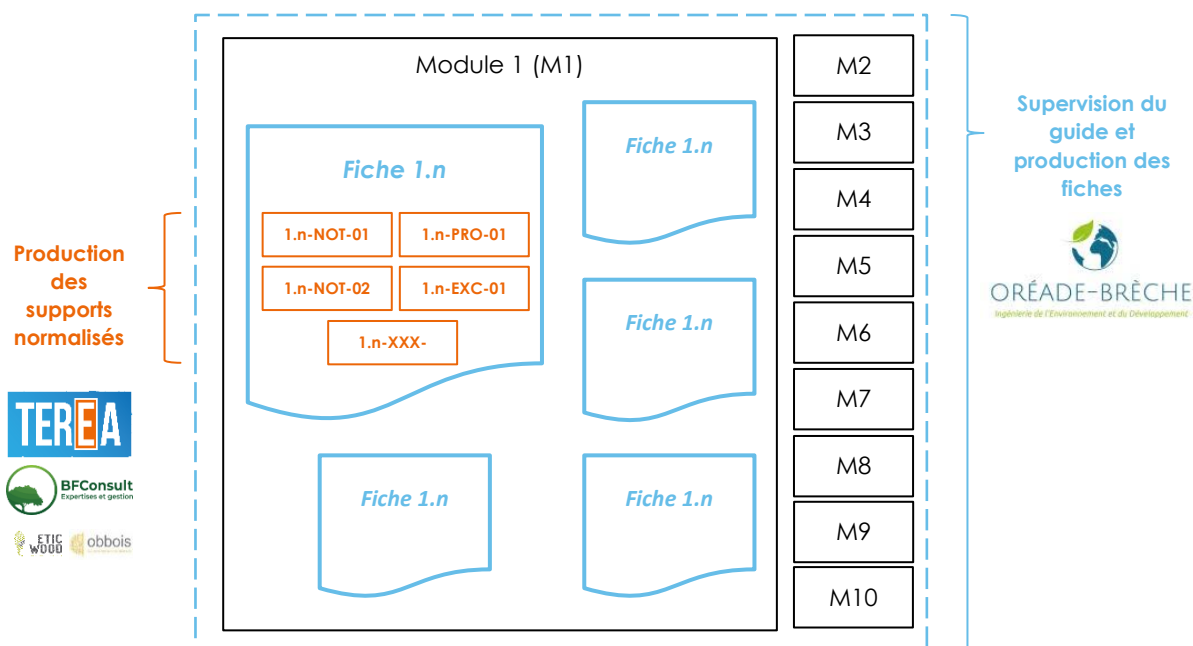 Module 1 (M1)
Fiche 1.n
1.n-NOT-01
1.n-PRO-01
1.n-NOT-02
1.n-EXC-01
1.n-XXX-
Fiche 1.n
Fiche 1.n
Fiche 1.n
Fiche 1.n
M2
M3
M4
M5
M6
M7
M8
M9
M10
Production
des
supports
normalisés
TEREA
BFConsult
Expertises et gestion
ETIC
WOOD
obbois
Supervision du
guide et
production des
fiches
ORÉADE-BRÈCHE
Ingénierie de l'Environnement et du Développement